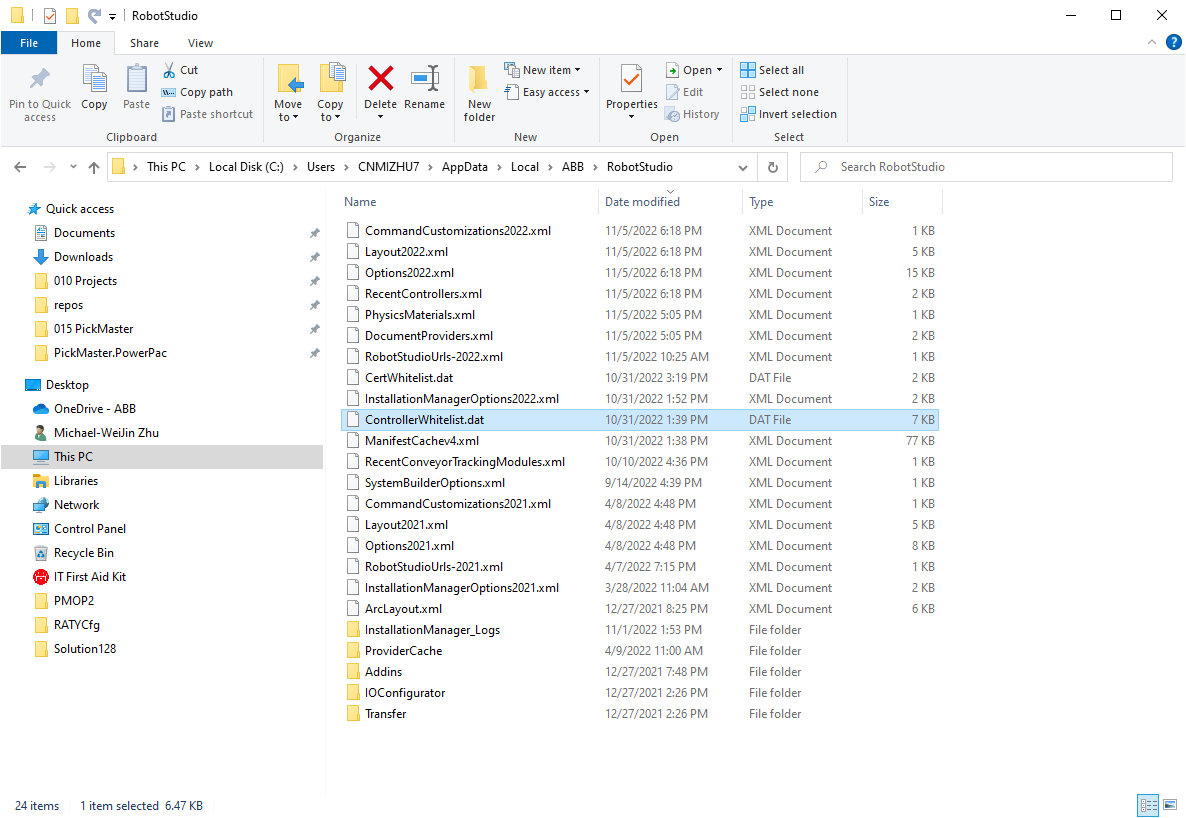 RobotStudio
File Home Share View
Pin to Quick access
Copy
Paste
Cut
Copy path
Paste shortcut
Clipboard
Move to
Copy to
Delete
Rename
Organize
New folder
New item
Easy access
New
Properties
Open
Edit
History
Open
Select all
Select none
Invert selection
Select
This PC > Local Disk (C:) > Users > CNMIZHU7 > AppData > Local > ABB > RobotStudio
Search RobotStudio
Quick access
Documents
Downloads
010 Projects
repos
015 PickMaster
PickMaster.PowerPac
Desktop
OneDrive - ABB
Michael-WeiJin Zhu
This PC
Libraries
Network
Control Panel
Recycle Bin
IT First Aid Kit
PMOP2
RATYCfg
Solution128
Name Date modified Type Size
CommandCustomizations2022.xml 11/5/2022 6:18 PM XML Document 1 KB
Layout2022.xml 11/5/2022 6:18 PM XML Document 5 KB
Options2022.xml 11/5/2022 6:18 PM XML Document 15 KB
RecentControllers.xml 11/5/2022 6:18 PM XML Document 2 KB
PhysicsMaterials.xml 11/5/2022 5:05 PM XML Document 1 KB
DocumentProviders.xml 11/5/2022 5:05 PM XML Document 2 KB
RobotStudioUrls-2022.xml 11/5/2022 10:25 AM XML Document 1 KB
CertWhitelist.dat 10/31/2022 3:19 PM DAT File 2 KB
InstallationManagerOptions2022.xml 10/31/2022 1:52 PM XML Document 2 KB
ControllerWhitelist.dat 10/31/2022 1:39 PM DAT File 7 KB
ManifestCachev4.xml 10/31/2022 1:38 PM XML Document 77 KB
RecentConveyorTrackingModules.xml 10/10/2022 4:36 PM XML Document 1 KB
SystemBuilderOptions.xml 9/14/2022 4:39 PM XML Document 1 KB
CommandCustomizations2021.xml 4/8/2022 4:48 PM XML Document 1 KB
Layout2021.xml 4/8/2022 4:48 PM XML Document 5 KB
Options2021.xml 4/8/2022 4:48 PM XML Document 8 KB
RobotStudioUrls-2021.xml 4/7/2022 7:15 PM XML Document 1 KB
InstallationManagerOptions2021.xml 3/28/2022 11:04 AM XML Document 2 KB
ArcLayout.xml 12/27/2021 8:25 PM XML Document 6 KB
InstallationManager_Logs 11/1/2022 1:53 PM File folder
ProviderCache 4/9/2022 11:00 AM File folder
Addins 12/27/2021 7:48 PM File folder
IOConfigurator 12/27/2021 2:26 PM File folder
Transfer 12/27/2021 2:26 PM File folder
24 items 1 item selected 6.47 KB